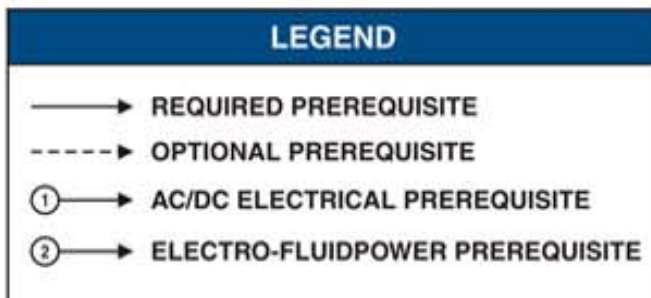 LEGEND
REQUIRED PREREQUISITE
OPTIONAL PREREQUISITE
1 AC/DC ELECTRICAL PREREQUISITE
2 ELECTRO-FLUIDPOWER PREREQUISITE